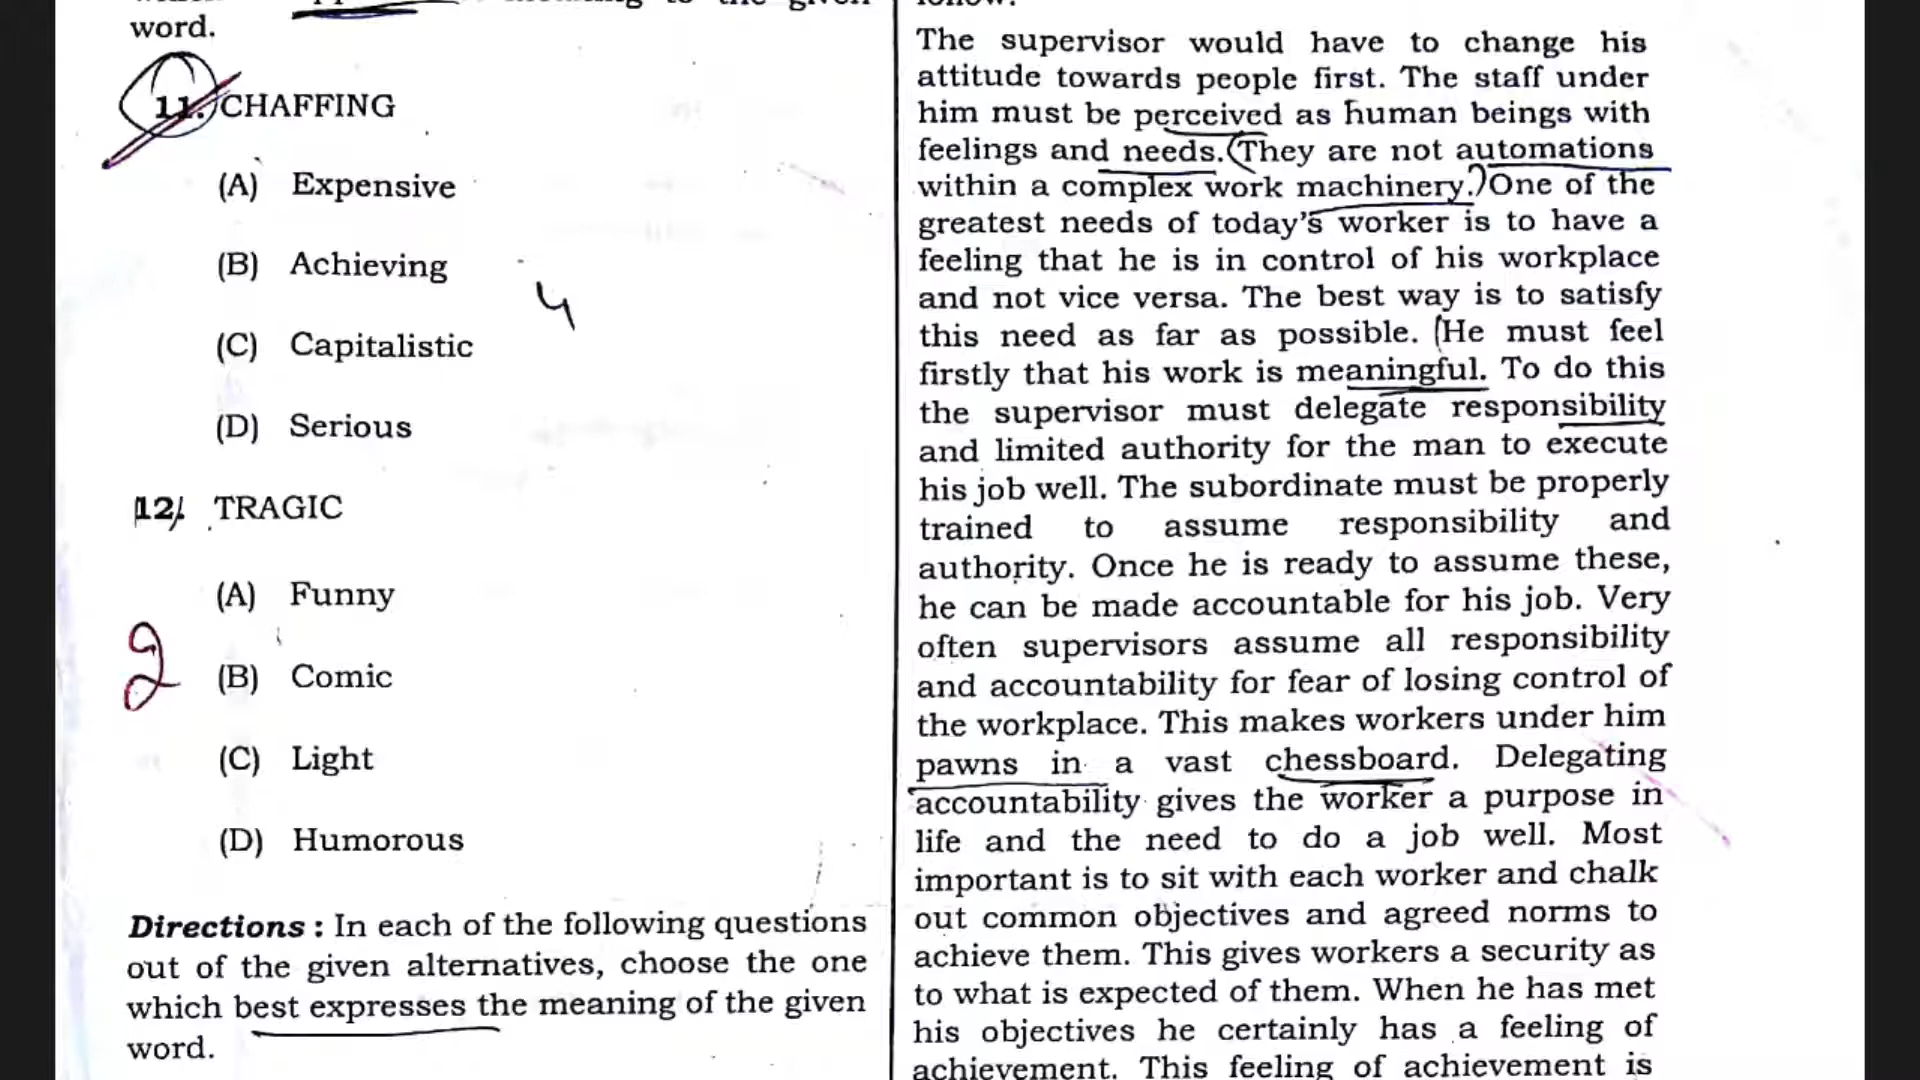 word.
11. CHAFFING
(A) Expensive
(B) Achieving
4
(C) Capitalistic
(D) Serious
12. TRAGIC
(A) Funny
2
(B) Comic
(C) Light
(D) Humorous
Directions : In each of the following questions
out of the given alternatives, choose the one
which best expresses the meaning of the given
word.
The supervisor would have to change his
attitude towards people first. The staff under
him must be perceived as human beings with
feelings and needs. (They are not automations
within a complex work machinery.) One of the
greatest needs of today's worker is to have a
feeling that he is in control of his workplace
and not vice versa. The best way is to satisfy
this need as far as possible. (He must feel
firstly that his work is meaningful. To do this
the supervisor must delegate responsibility
and limited authority for the man to execute
his job well. The subordinate must be properly
trained to assume responsibility and
authority. Once he is ready to assume these,
he can be made accountable for his job. Very
often supervisors assume all responsibility
and accountability for fear of losing control of
the workplace. This makes workers under him
pawns in a vast chessboard. Delegating
accountability gives the worker a purpose in
life and the need to do a job well. Most
important is to sit with each worker and chalk
out common objectives and agreed norms to
achieve them. This gives workers a security as
to what is expected of them. When he has met
his objectives he certainly has a feeling of
achievement. This feeling of achievement is